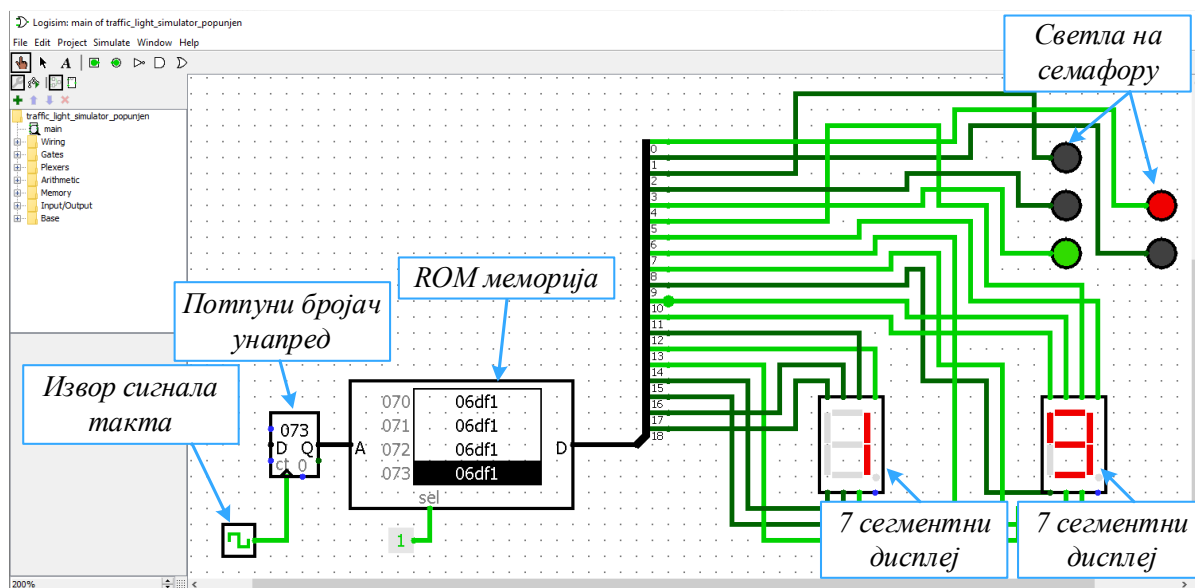 Logisim: main of traffic_light_simulator_popunjen
File Edit Project Simulate Window Help
A
traffic_light_simulator_popunjen
main
Wiring
Gates
Plexers
Arithmetic
Memory
Input/Output
Base
200%
Светла на
семафору
ROM меморија
Потпуни бројач
унапред
Извор сигнала
такта
073
D Q
ct 0
A
070 06df1
071 06df1
072 06df1
073 06df1
D
sel
1
0
1
2
3
4
5
6
7
8
9
10
11
12
13
14
15
16
17
18
7 сегментни
дисплеј
7 сегментни
дисплеј